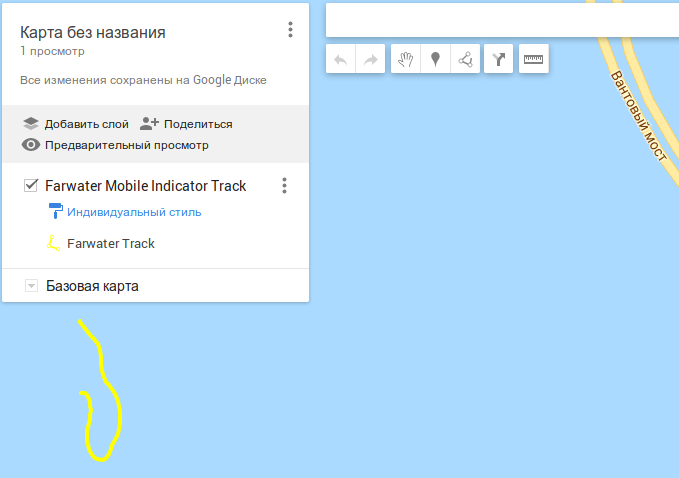 Карта без названия
1 просмотр
Все изменения сохранены на Google Диске
Добавить слой Поделиться
Предварительный просмотр
Farwater Mobile Indicator Track
Индивидуальный стиль
Farwater Track
Базовая карта
Вантовый мост